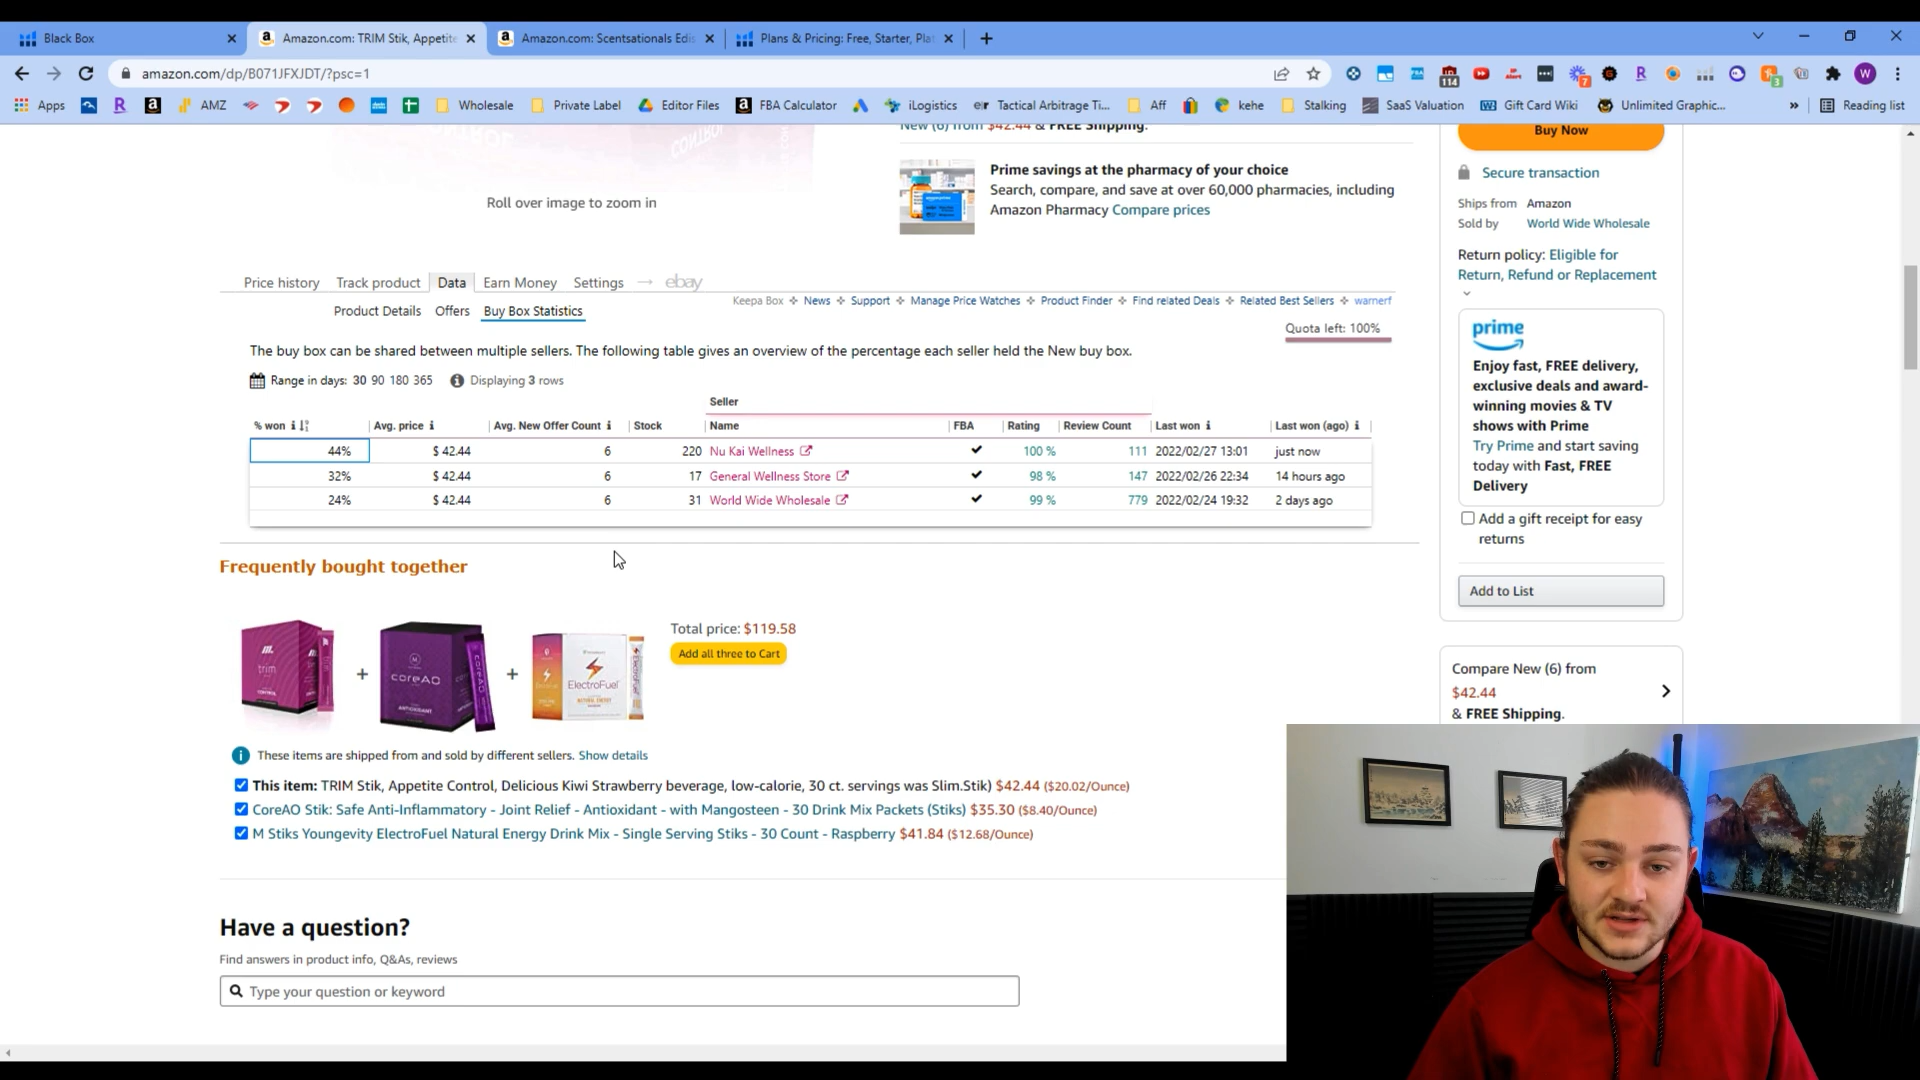 Black Box
Amazon.com: TRIM Stik, Appetite
Amazon.com: Scentsationals Edis
Plans & Pricing: Free, Starter, Plat
amazon.com/dp/B071JFXJDT/?psc=1
Apps
AMZ
Wholesale
Private Label
Editor Files
FBA Calculator
iLogistics
Tactical Arbitrage Ti...
Aff
kehe
Stalking
SaaS Valuation
Gift Card Wiki
Unlimited Graphic...
Reading list
New (6) from $42.44 & FREE Shipping.
Roll over image to zoom in
Prime savings at the pharmacy of your choice
Search, compare, and save at over 60,000 pharmacies, including
Amazon Pharmacy Compare prices
Buy Now
Secure transaction
Ships from Amazon
Sold by World Wide Wholesale
Return policy: Eligible for
Return, Refund or Replacement
prime
Enjoy fast, FREE delivery,
exclusive deals and award-
winning movies & TV
shows with Prime
Try Prime and start saving
today with Fast, FREE
Delivery
Add a gift receipt for easy
returns
Add to List
Compare New (6) from
$42.44
& FREE Shipping.
Price history Track product Data Earn Money Settings → ebay
Keepa Box News Support Manage Price Watches Product Finder Find related Deals Related Best Sellers warnerf
Product Details Offers Buy Box Statistics
Quota left: 100%
The buy box can be shared between multiple sellers. The following table gives an overview of the percentage each seller held the New buy box.
Range in days: 30 90 180 365 Displaying 3 rows
Seller
% won Avg. price Avg. New Offer Count Stock Name FBA Rating Review Count Last won Last won (ago)
44% $ 42.44 6 220 Nu Kai Wellness 100 % 111 2022/02/27 13:01 just now
32% $ 42.44 6 17 General Wellness Store 98 % 147 2022/02/26 22:34 14 hours ago
24% $ 42.44 6 31 World Wide Wholesale 99 % 779 2022/02/24 19:32 2 days ago
Frequently bought together
trim
coreAO
ElectroFuel
Total price: $119.58
Add all three to Cart
These items are shipped from and sold by different sellers. Show details
This item: TRIM Stik, Appetite Control, Delicious Kiwi Strawberry beverage, low-calorie, 30 ct. servings was Slim.Stik) $42.44 ($20.02/Ounce)
CoreAO Stik: Safe Anti-Inflammatory - Joint Relief - Antioxidant - with Mangosteen - 30 Drink Mix Packets (Stiks) $35.30 ($8.40/Ounce)
M Stiks Youngevity ElectroFuel Natural Energy Drink Mix - Single Serving Stiks - 30 Count - Raspberry $41.84 ($12.68/Ounce)
Have a question?
Find answers in product info, Q&As, reviews
Type your question or keyword